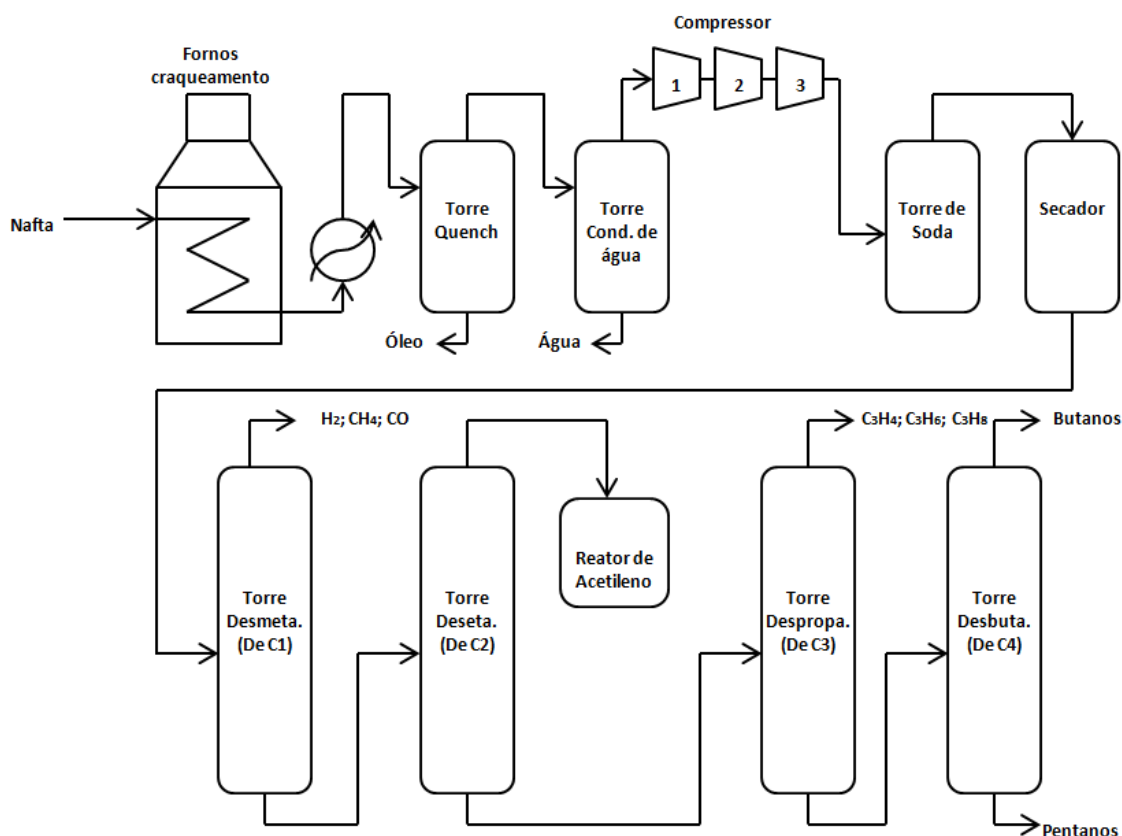 Compressor
Fornos
craqueamento
1
2
3
Nafta
Torre
Quench
Torre
Cond. de
água
Torre de
Soda
Secador
Óleo
Água
H₂; CH₄; CO
C₃H₄; C₃H₆; C₃H₈
Butanos
Reator de
Acetileno
Torre
Desmeta.
(De C1)
Torre
Deseta.
(De C2)
Torre
Despropa.
(De C3)
Torre
Desbuta.
(De C4)
Pentanos